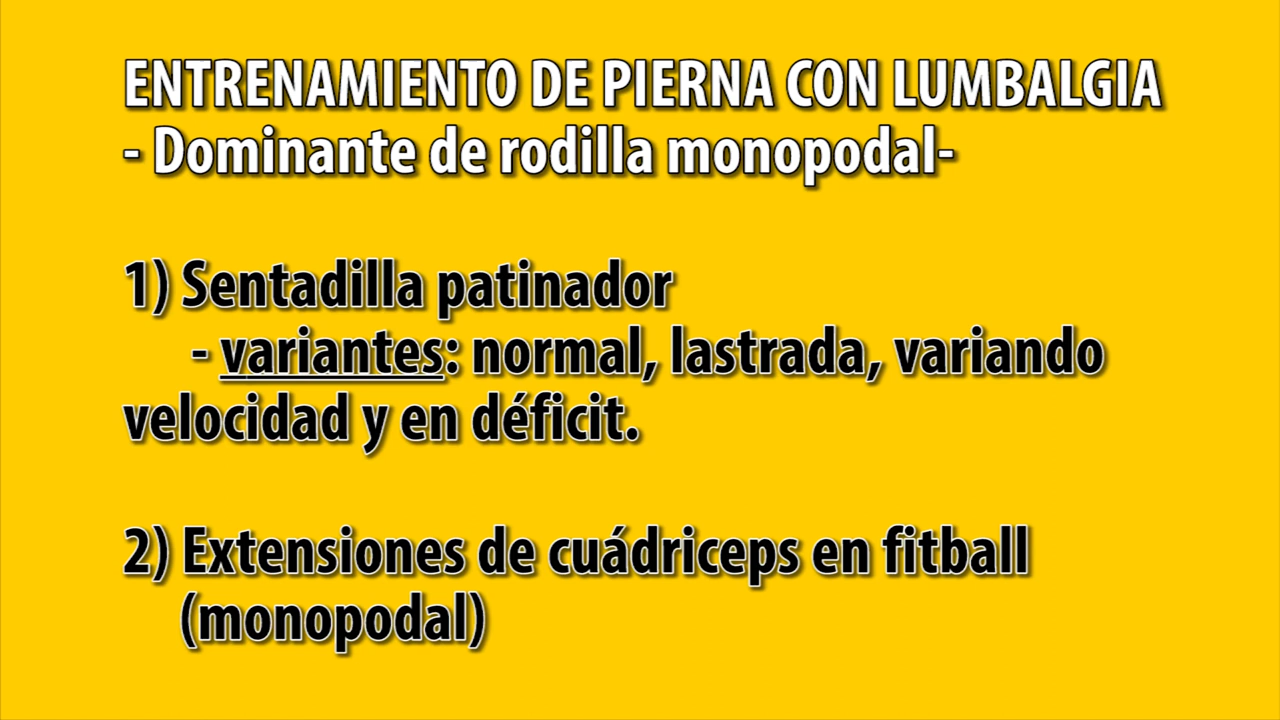 ENTRENAMIENTO DE PIERNA CON LUMBALGIA
- Dominante de rodilla monopodal-
1) Sentadilla patinador
- variantes: normal, lastrada, variando
velocidad y en déficit.
2) Extensiones de cuádriceps en fitball
(monopodal)